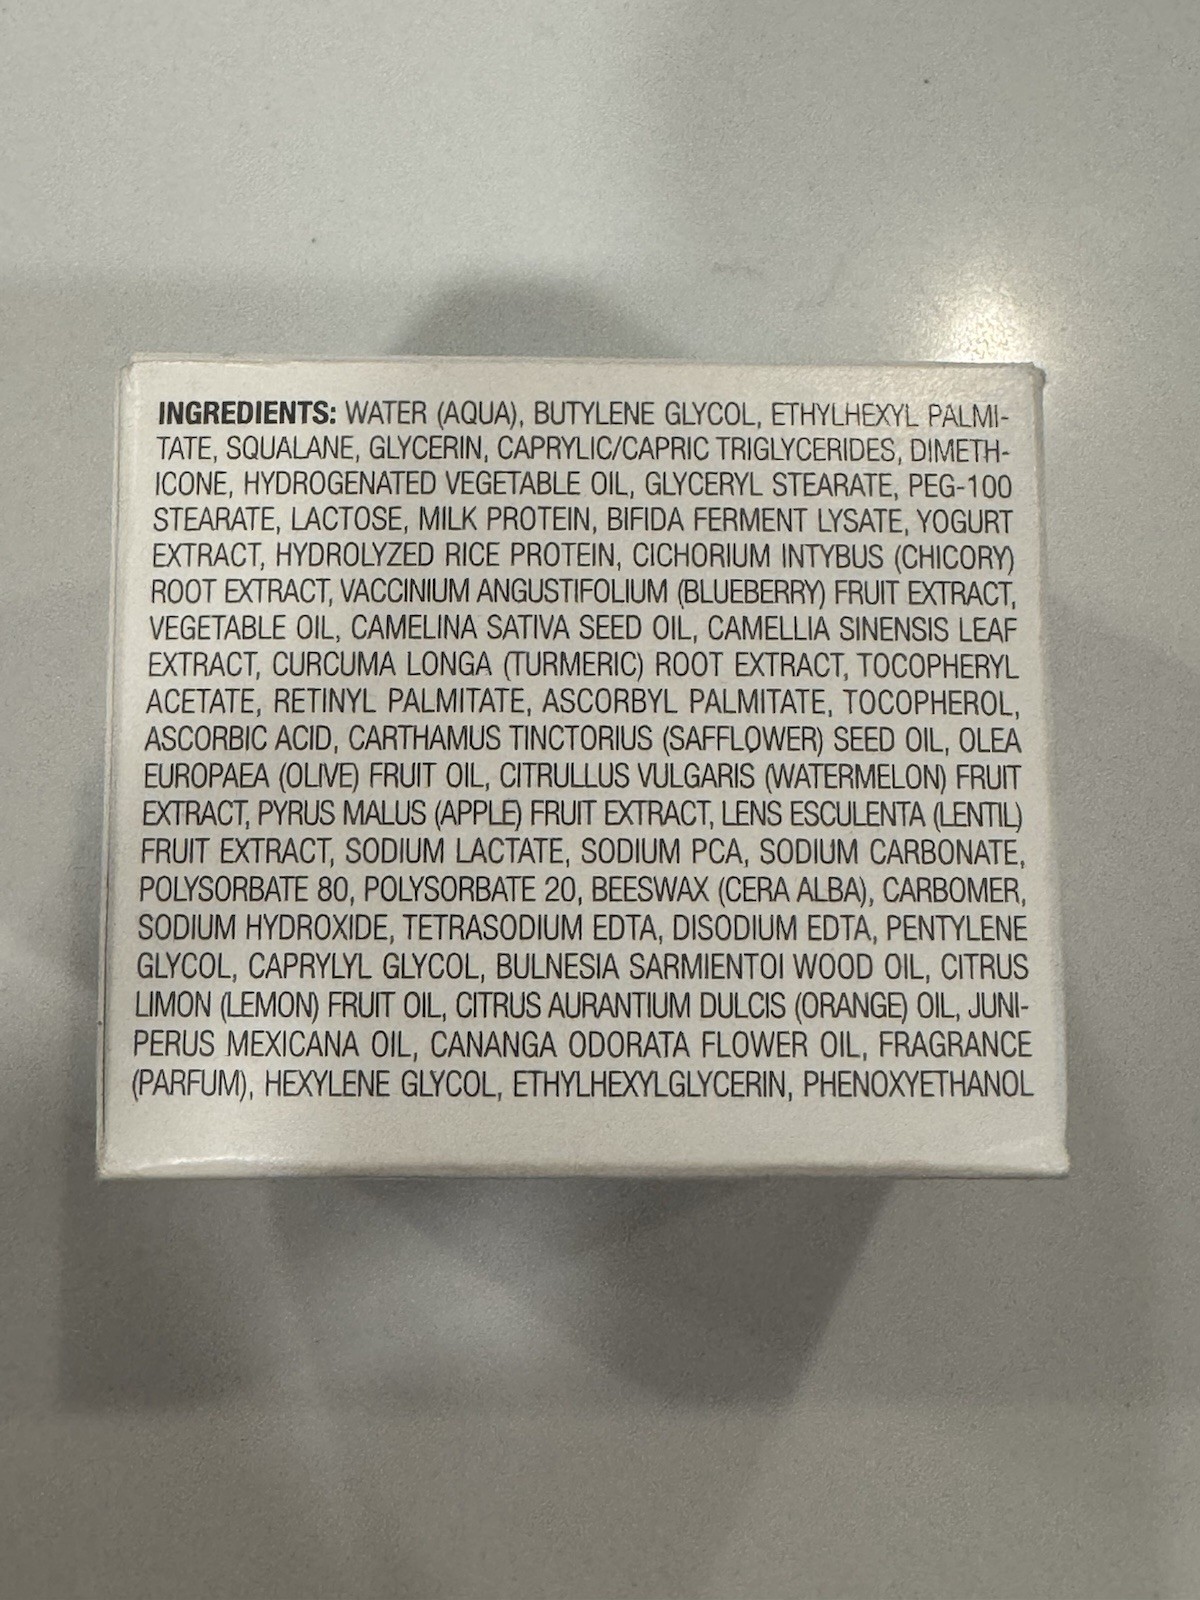 INGREDIENTS: WATER (AQUA), BUTYLENE GLYCOL, ETHYLHEXYL PALMI-
TATE, SQUALANE, GLYCERIN, CAPRYLIC/CAPRIC TRIGLYCERIDES, DIMETH-
ICONE, HYDROGENATED VEGETABLE OIL, GLYCERYL STEARATE, PEG-100
STEARATE, LACTOSE, MILK PROTEIN, BIFIDA FERMENT LYSATE, YOGURT
EXTRACT, HYDROLYZED RICE PROTEIN, CICHORIUM INTYBUS (CHICORY)
ROOT EXTRACT, VACCINIUM ANGUSTIFOLIUM (BLUEBERRY) FRUIT EXTRACT,
VEGETABLE OIL, CAMELINA SATIVA SEED OIL, CAMELLIA SINENSIS LEAF
EXTRACT, CURCUMA LONGA (TURMERIC) ROOT EXTRACT, TOCOPHERYL
ACETATE, RETINYL PALMITATE, ASCORBYL PALMITATE, TOCOPHEROL,
ASCORBIC ACID, CARTHAMUS TINCTORIUS (SAFFLOWER) SEED OIL, OLEA
EUROPAEA (OLIVE) FRUIT OIL, CITRULLUS VULGARIS (WATERMELON) FRUIT
EXTRACT, PYRUS MALUS (APPLE) FRUIT EXTRACT, LENS ESCULENTA (LENTIL)
FRUIT EXTRACT, SODIUM LACTATE, SODIUM PCA, SODIUM CARBONATE,
POLYSORBATE 80, POLYSORBATE 20, BEESWAX (CERA ALBA), CARBOMER,
SODIUM HYDROXIDE, TETRASODIUM EDTA, DISODIUM EDTA, PENTYLENE
GLYCOL, CAPRYLYL GLYCOL, BULNESIA SARMIENTOI WOOD OIL, CITRUS
LIMON (LEMON) FRUIT OIL, CITRUS AURANTIUM DULCIS (ORANGE) OIL, JUNI-
PERUS MEXICANA OIL, CANANGA ODORATA FLOWER OIL, FRAGRANCE
(PARFUM), HEXYLENE GLYCOL, ETHYLHEXYLGLYCERIN, PHENOXYETHANOL